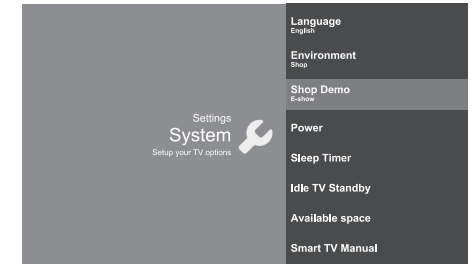 Settings
System
Setup your TV options
Language
English
Environment
Shop
Shop Demo
E-show
Power
Sleep Timer
Idle TV Standby
Available space
Smart TV Manual